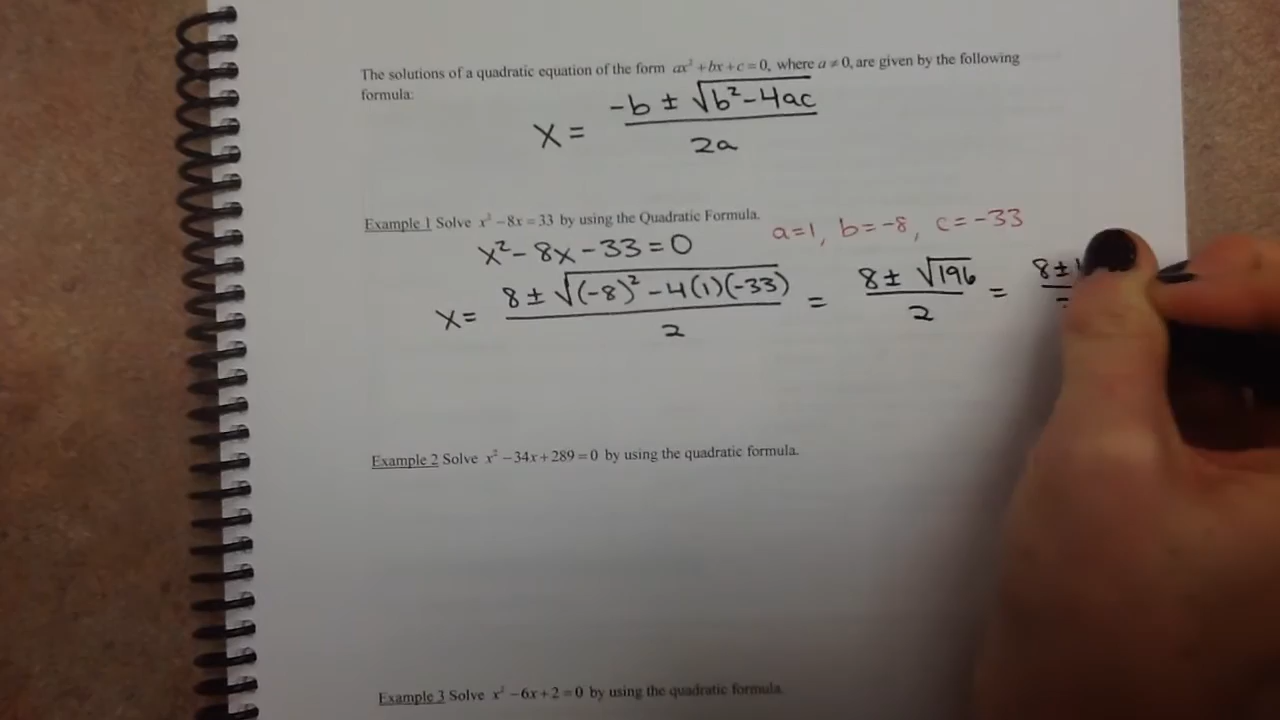 The solutions of a quadratic equation of the form ax² + bx + c = 0, where a ≠ 0, are given by the following
formula:
x = (-b ± √(b² - 4ac)) / 2a
Example 1 Solve x² − 8x = 33 by using the Quadratic Formula.
a=1, b=-8, c=-33
x² - 8x - 33 = 0
x = (8 ± √((-8)² - 4(1)(-33))) / 2 = (8 ± √196) / 2 = 8 ±
Example 2 Solve x² − 34x + 289 = 0 by using the quadratic formula.
Example 3 Solve x² − 6x + 2 = 0 by using the quadratic formula.